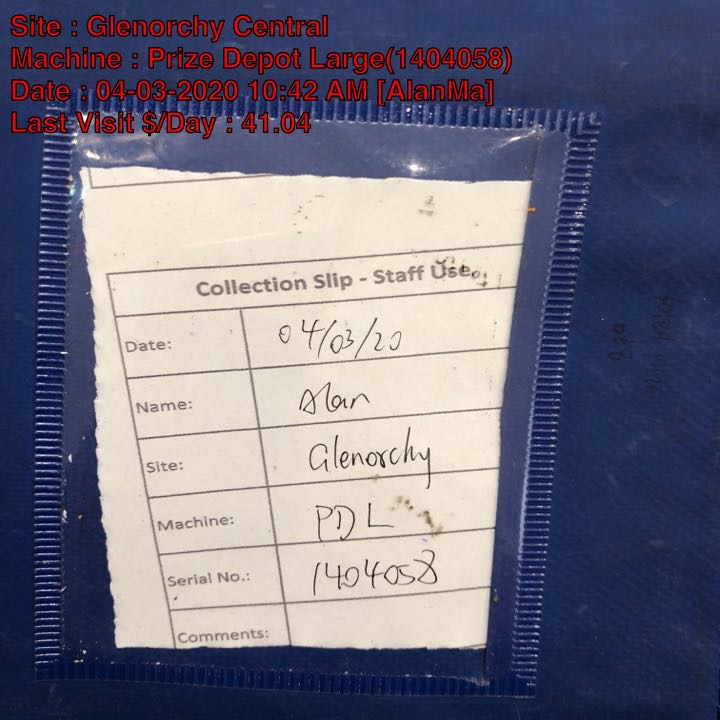 Site : Glenorchy Central
Machine : Prize Depot Large(1404058)
Date : 04-03-2020 10:42 AM [AlanMa]
Last Visit $/Day : 41.04
Collection Slip - Staff Use
Date: 04/03/20
Name: Alan
Site: Glenorchy
Machine: PDL
Serial No.: 1404058
Comments: